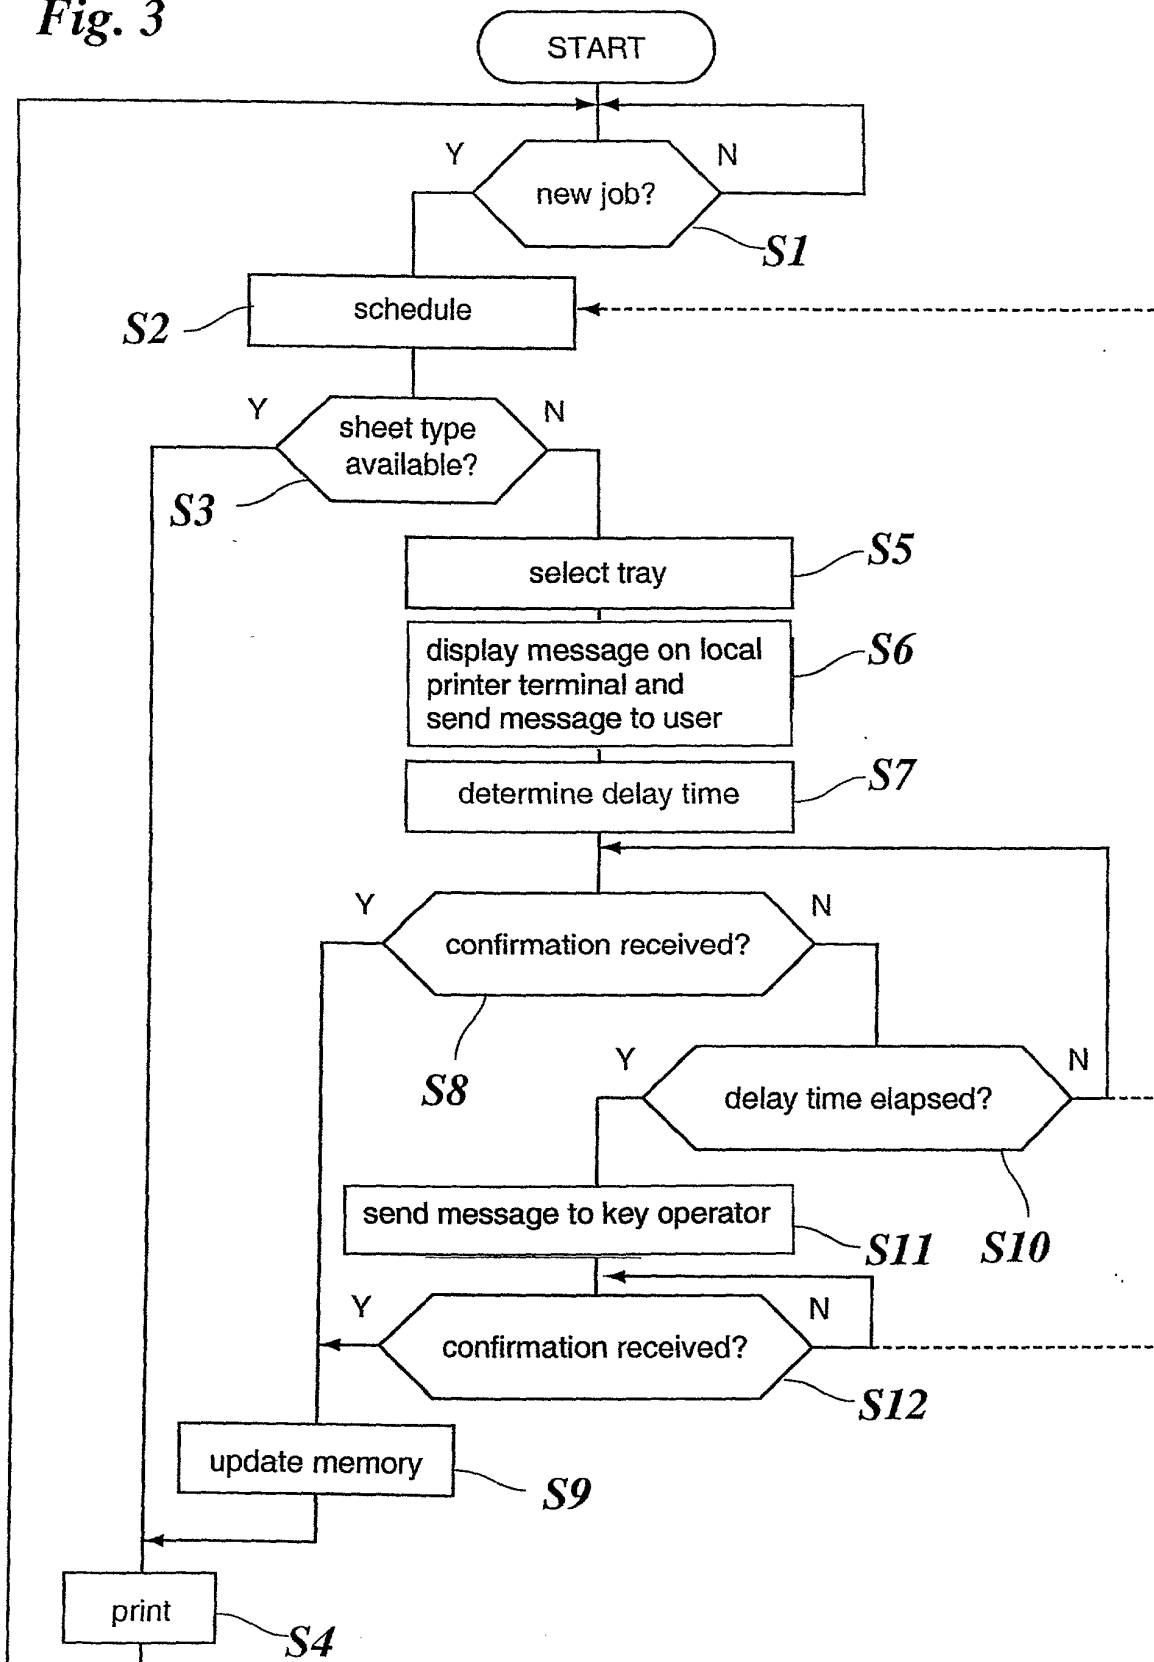 Fig. 3
START
Y
N
new job?
S1
schedule
S2
Y
N
sheet type
available?
S3
select tray
S5
display message on local
printer terminal and
send message to user
S6
determine delay time
S7
Y
N
confirmation received?
S8
Y
N
delay time elapsed?
S10
send message to key operator
S11
Y
N
confirmation received?
S12
update memory
S9
print
S4